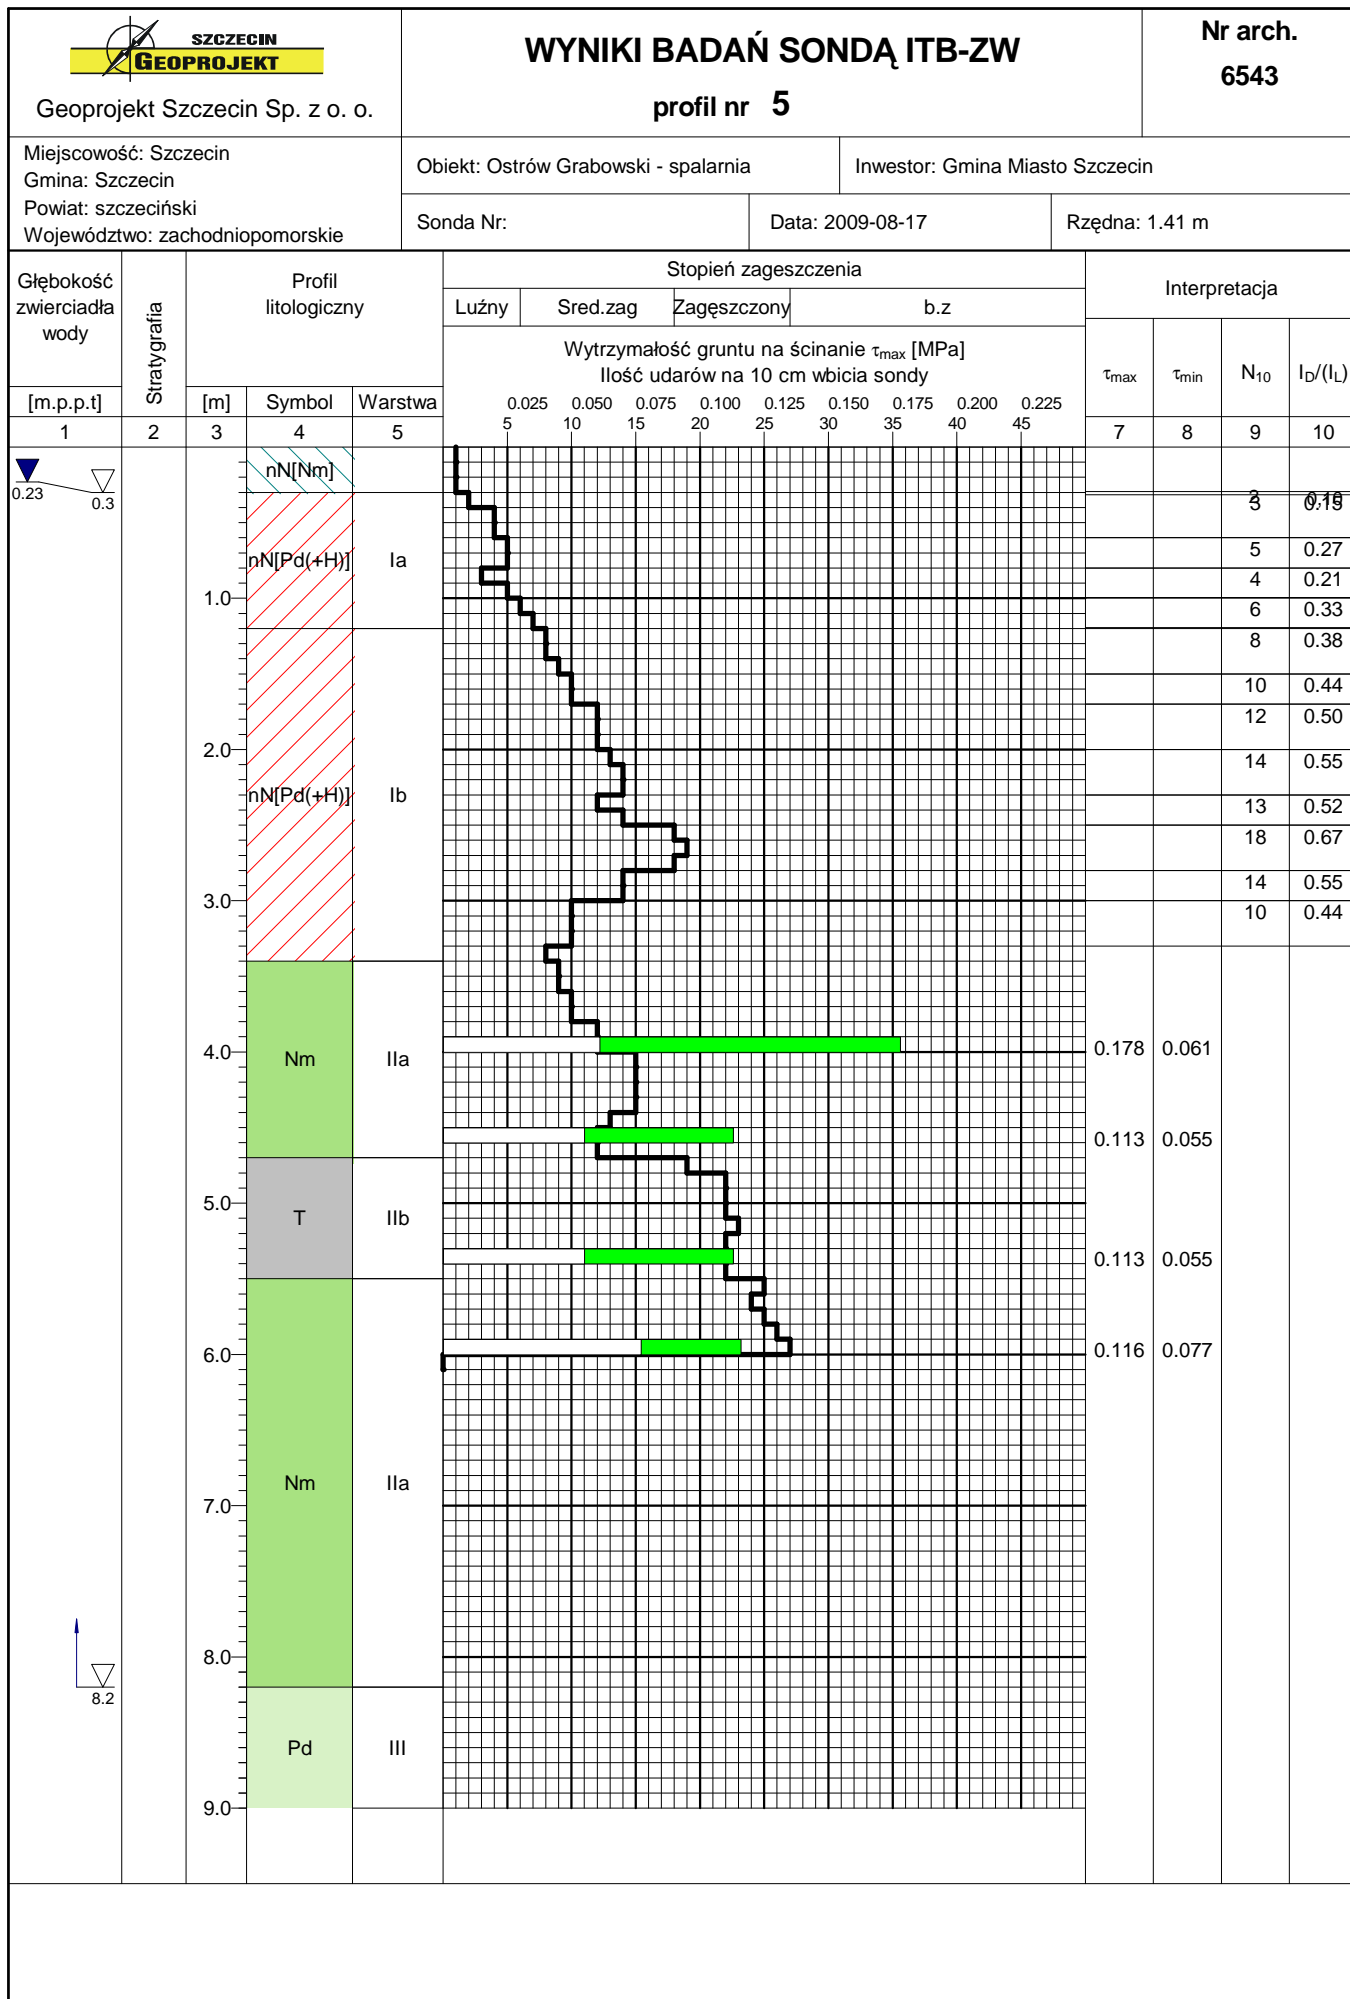 SZCZECIN
GEOPROJEKT
Geoprojekt Szczecin Sp. z o. o.
WYNIKI BADAŃ SONDĄ ITB-ZW
profil nr 5
Nr arch.
6543
Miejscowość: Szczecin
Gmina: Szczecin
Powiat: szczeciński
Województwo: zachodniopomorskie
Obiekt: Ostrów Grabowski - spalarnia
Inwestor: Gmina Miasto Szczecin
Sonda Nr:
Data: 2009-08-17
Rzędna: 1.41 m
Głębokość
zwierciadła
wody
[m.p.p.t]
Stratygrafia
Profil
litologiczny
[m] Symbol Warstwa
Stopień zageszczenia
Luźny Sred.zag Zagęszczony b.z
Wytrzymałość gruntu na ścinanie τmax [MPa]
Ilość udarów na 10 cm wbicia sondy
0.025 0.050 0.075 0.100 0.125 0.150 0.175 0.200 0.225
5 10 15 20 25 30 35 40 45
Interpretacja
τmax τmin N10 ID/(IL)
1 2 3 4 5 7 8 9 10
0.23 0.3
nN[Nm]
3 0.15
nN[Pd(+H)] Ia
5 0.27
4 0.21
1.0
6 0.33
8 0.38
10 0.44
12 0.50
2.0
14 0.55
nN[Pd(+H)] Ib
13 0.52
18 0.67
14 0.55
3.0
10 0.44
4.0 Nm IIa 0.178 0.061
0.113 0.055
5.0
T IIb
0.113 0.055
6.0 0.116 0.077
Nm IIa
7.0
8.0
8.2
Pd III
9.0